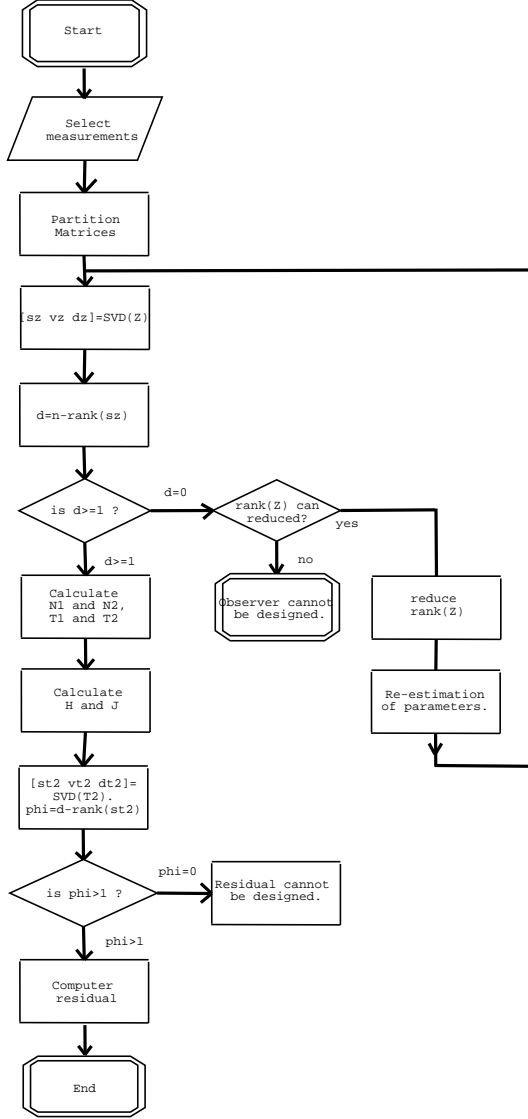 Start
Select
measurements
Partition
Matrices
[sz vz dz]=SVD(Z)
d=n-rank(sz)
is d>=1 ?
d=0
rank(Z) can
reduced?
yes
no
d>=1
Observer cannot
be designed.
reduce
rank(Z)
Re-estimation
of parameters.
Calculate
N1 and N2,
T1 and T2
Calculate
H and J
[st2 vt2 dt2]=
SVD(T2).
phi=d-rank(st2)
is phi>1 ?
phi=0
Residual cannot
be designed.
phi>1
Computer
residual
End